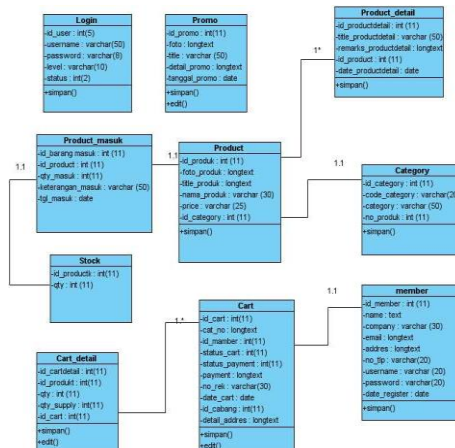 Login
-id_user : int(5)
-username : varchar(50)
-password : varchar(8)
-level : varchar(10)
-status : int(2)
+simpan()
Promo
-id_promo : int(11)
-foto : longtext
-title : varchar (50)
-detail_promo : longtext
-tanggal_promo : date
+simpan()
+edit()
Product_detail
-id_productdetail : int (11)
-title_productdetail : varchar (50)
-remarks_productdetail : longtext
-id_product : int (11)
-date_productdetail : date
+simpan()
1*
Product_masuk
-id_barang masuk : int (11)
-id_product : int (11)
-qty_masuk : int(11)
-keterangan_masuk : varchar (50)
-tgl_masuk : date
1.1
1.1
Product
-id_produk : int (11)
-foto_produk : longtext
-title_produk : longtext
-nama_produk : varchar (30)
-price : varchar (25)
-id_category : int (11)
+simpan()
1.1
Category
-id_category : int (11)
-code_category : varchar(20
-category : varchar (50)
-no_produk : int (11)
+simpan()
Stock
-id_productk : int(11)
-qty : int (11)
Cart
-id_cart : int(11)
-cat_no : longtext
-id_mamber : int(11)
-status_cart : int(11)
-status_payment : int(11)
-payment : longtext
-no_rek : varchar(30)
-date_cart : date
-id_cabang : int(11)
-detail_addres : longtext
+simpan()
+edit()
1.*
1.1
member
-id_member : int (11)
-name : text
-company : varchar (30)
-email : longtext
-addres : longtext
-no_tlp : varchar(20)
-username : varchar (20)
-password : varchar(20)
-date_register : date
+simpan()
Cart_detail
-id_cartdetail : int(11)
-id_produkt : int(11)
-qty : int (11)
-qty_supply : int(11)
-id_cart : int(11)
+simpan()
+edit()